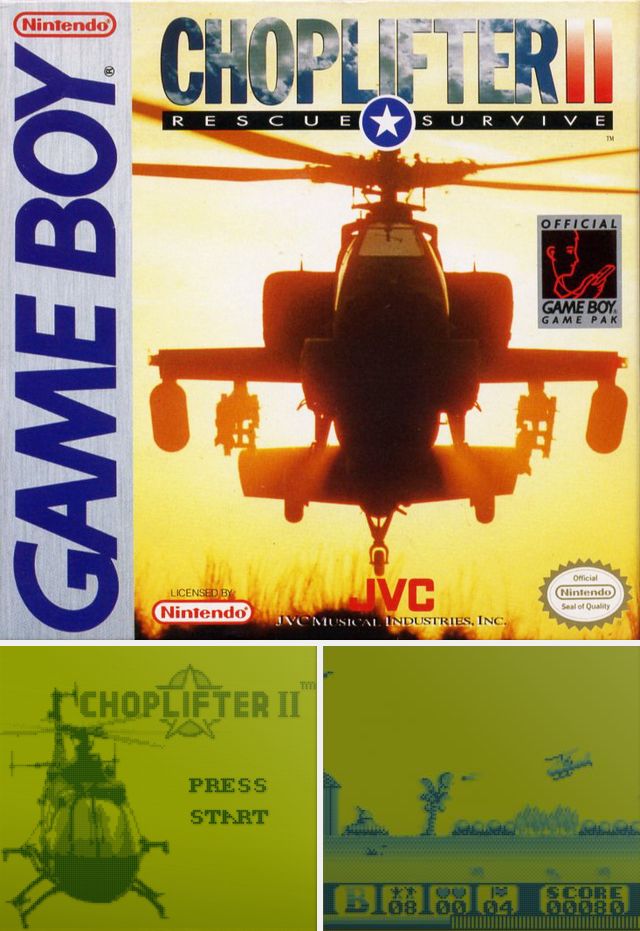 Nintendo®
GAME BOY®
CHOPLIFTER II
RESCUE SURVIVE
TM
OFFICIAL
GAME BOY
GAME PAK
LICENSED BY
Nintendo®
JVC
JVC MUSICAL INDUSTRIES, INC.
Official
Nintendo
Seal of Quality
CHOPLIFTER II TM
PRESS
START
B 08 00 04 SCORE
00080